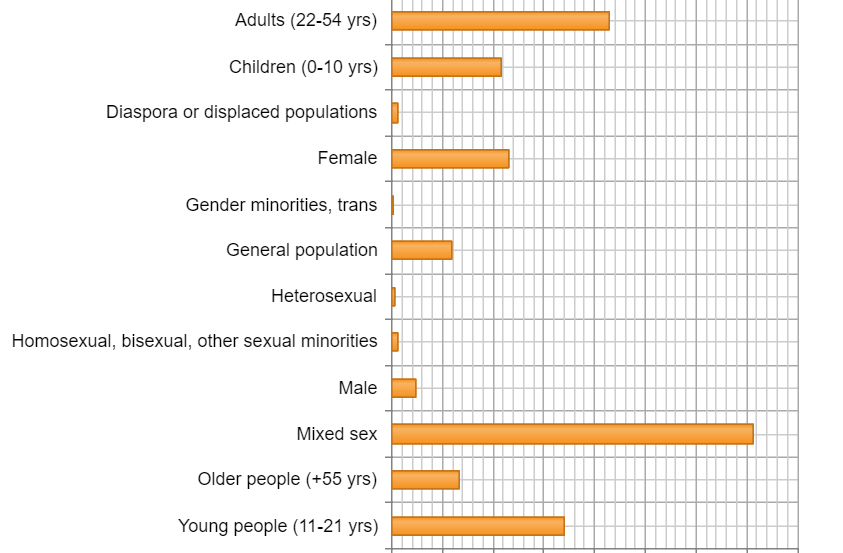 Adults (22-54 yrs)
Children (0-10 yrs)
Diaspora or displaced populations
Female
Gender minorities, trans
General population
Heterosexual
Homosexual, bisexual, other sexual minorities
Male
Mixed sex
Older people (+55 yrs)
Young people (11-21 yrs)